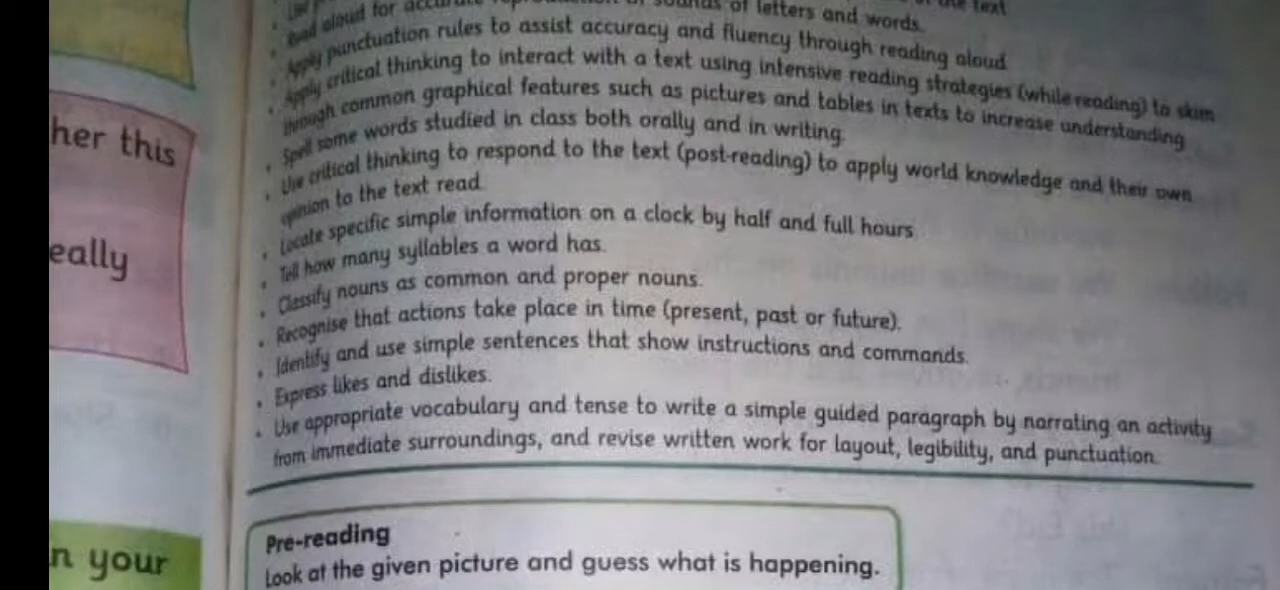 the text
Read aloud for accurate reproduction of sounds of letters and words.
• Apply punctuation rules to assist accuracy and fluency through reading aloud.
• Apply critical thinking to interact with a text using intensive reading strategies (while reading) to skim
through common graphical features such as pictures and tables in texts to increase understanding.
• Spell some words studied in class both orally and in writing.
• Use critical thinking to respond to the text (post-reading) to apply world knowledge and their own
opinion to the text read.
• Locate specific simple information on a clock by half and full hours.
• Tell how many syllables a word has.
• Classify nouns as common and proper nouns.
• Recognise that actions take place in time (present, past or future).
• Identify and use simple sentences that show instructions and commands.
• Express likes and dislikes.
• Use appropriate vocabulary and tense to write a simple guided paragraph by narrating an activity
from immediate surroundings, and revise written work for layout, legibility, and punctuation.
Pre-reading
Look at the given picture and guess what is happening.
her this
eally
n your